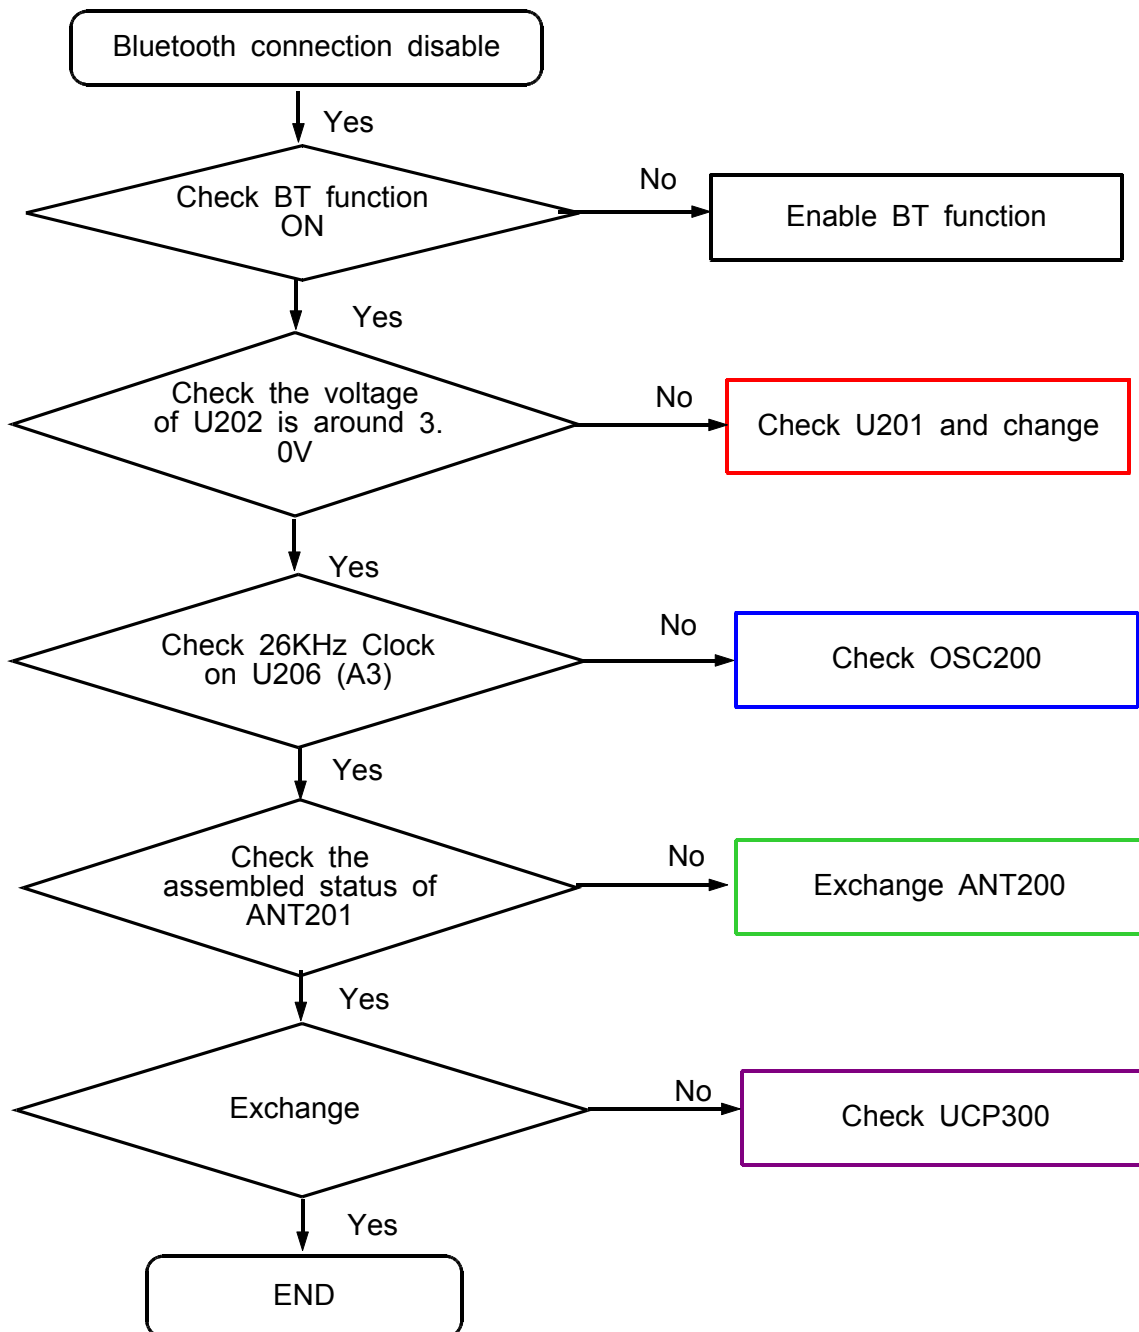 Bluetooth connection disable
Yes
Check BT function
ON
No
Enable BT function
Yes
Check the voltage
of U202 is around 3.
0V
No
Check U201 and change
Yes
Check 26KHz Clock
on U206 (A3)
No
Check OSC200
Yes
Check the
assembled status of
ANT201
No
Exchange ANT200
Yes
Exchange
No
Check UCP300
Yes
END